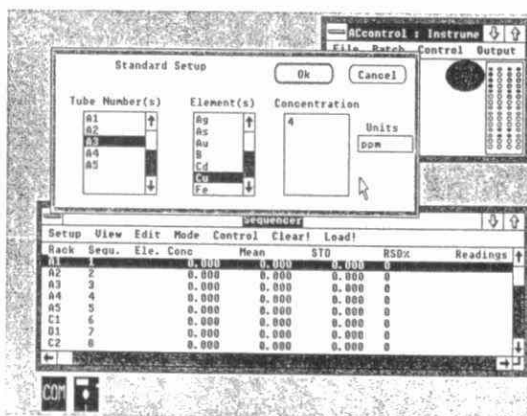 ACcontrol : Instrume
File Batch Control Output
Standard Setup
Ok
Cancel
Tube Number(s)
Element(s)
Concentration
A1
A2
A3
A4
A5
Ag
As
Au
B
Cd
Cu
Fe
4
Units
ppm
Sequencer
Setup View Edit Mode Control Clear! Load!
Rack Sequ. Ele. Conc Mean STD RSD% Readings
A1 1 0.000 0.000 0.000 0
A2 2 0.000 0.000 0.000 0
A3 3 0.000 0.000 0.000 0
A4 4 0.000 0.000 0.000 0
A5 5 0.000 0.000 0.000 0
C1 6 0.000 0.000 0.000 0
D1 7 0.000 0.000 0.000 0
C2 8 0.000 0.000 0.000 0
COM